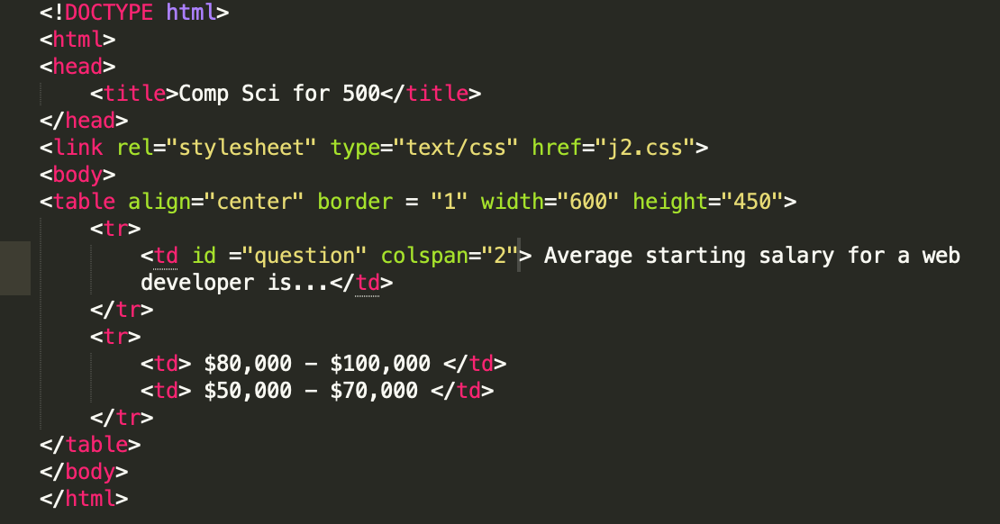 <!DOCTYPE html>
<html>
<head>
    <title>Comp Sci for 500</title>
</head>
<link rel="stylesheet" type="text/css" href="j2.css">
<body>
<table align="center" border = "1" width="600" height="450">
    <tr>
        <td id ="question" colspan="2"> Average starting salary for a web
        developer is...</td>
    </tr>
    <tr>
        <td> $80,000 – $100,000 </td>
        <td> $50,000 – $70,000 </td>
    </tr>
</table>
</body>
</html>